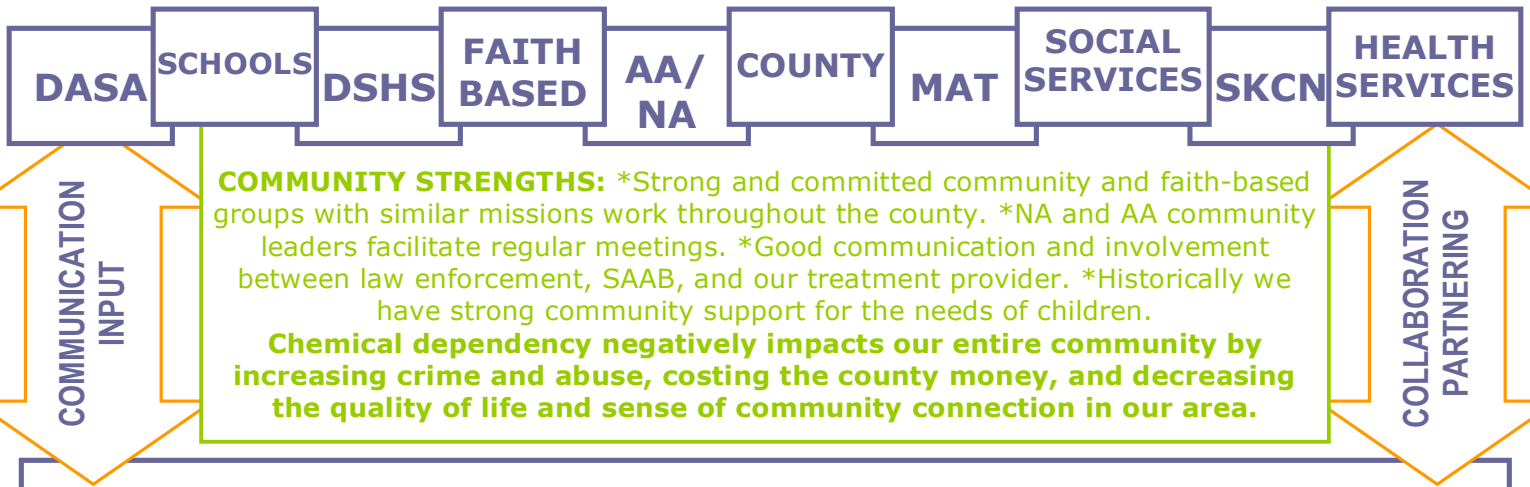 DASA
SCHOOLS
DSHS
FAITH
BASED
AA/
NA
COUNTY
MAT
SOCIAL
SERVICES
SKCN
HEALTH
SERVICES
COMMUNICATION
INPUT
COMMUNITY STRENGTHS: *Strong and committed community and faith-based
groups with similar missions work throughout the county. *NA and AA community
leaders facilitate regular meetings. *Good communication and involvement
between law enforcement, SAAB, and our treatment provider. *Historically we
have strong community support for the needs of children.
Chemical dependency negatively impacts our entire community by
increasing crime and abuse, costing the county money, and decreasing
the quality of life and sense of community connection in our area.
COLLABORATION
PARTNERING